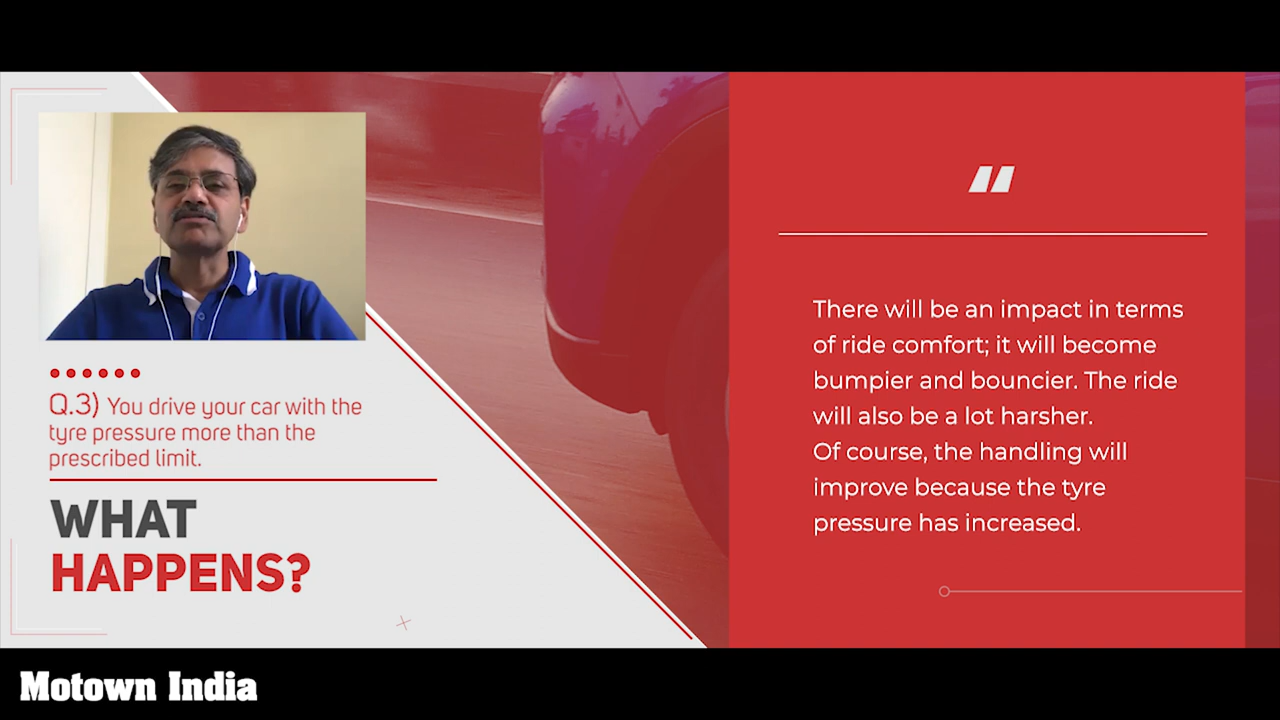 Q.3) You drive your car with the
tyre pressure more than the
prescribed limit.
WHAT
HAPPENS?
There will be an impact in terms
of ride comfort; it will become
bumpier and bouncier. The ride
will also be a lot harsher.
Of course, the handling will
improve because the tyre
pressure has increased.
Motown India